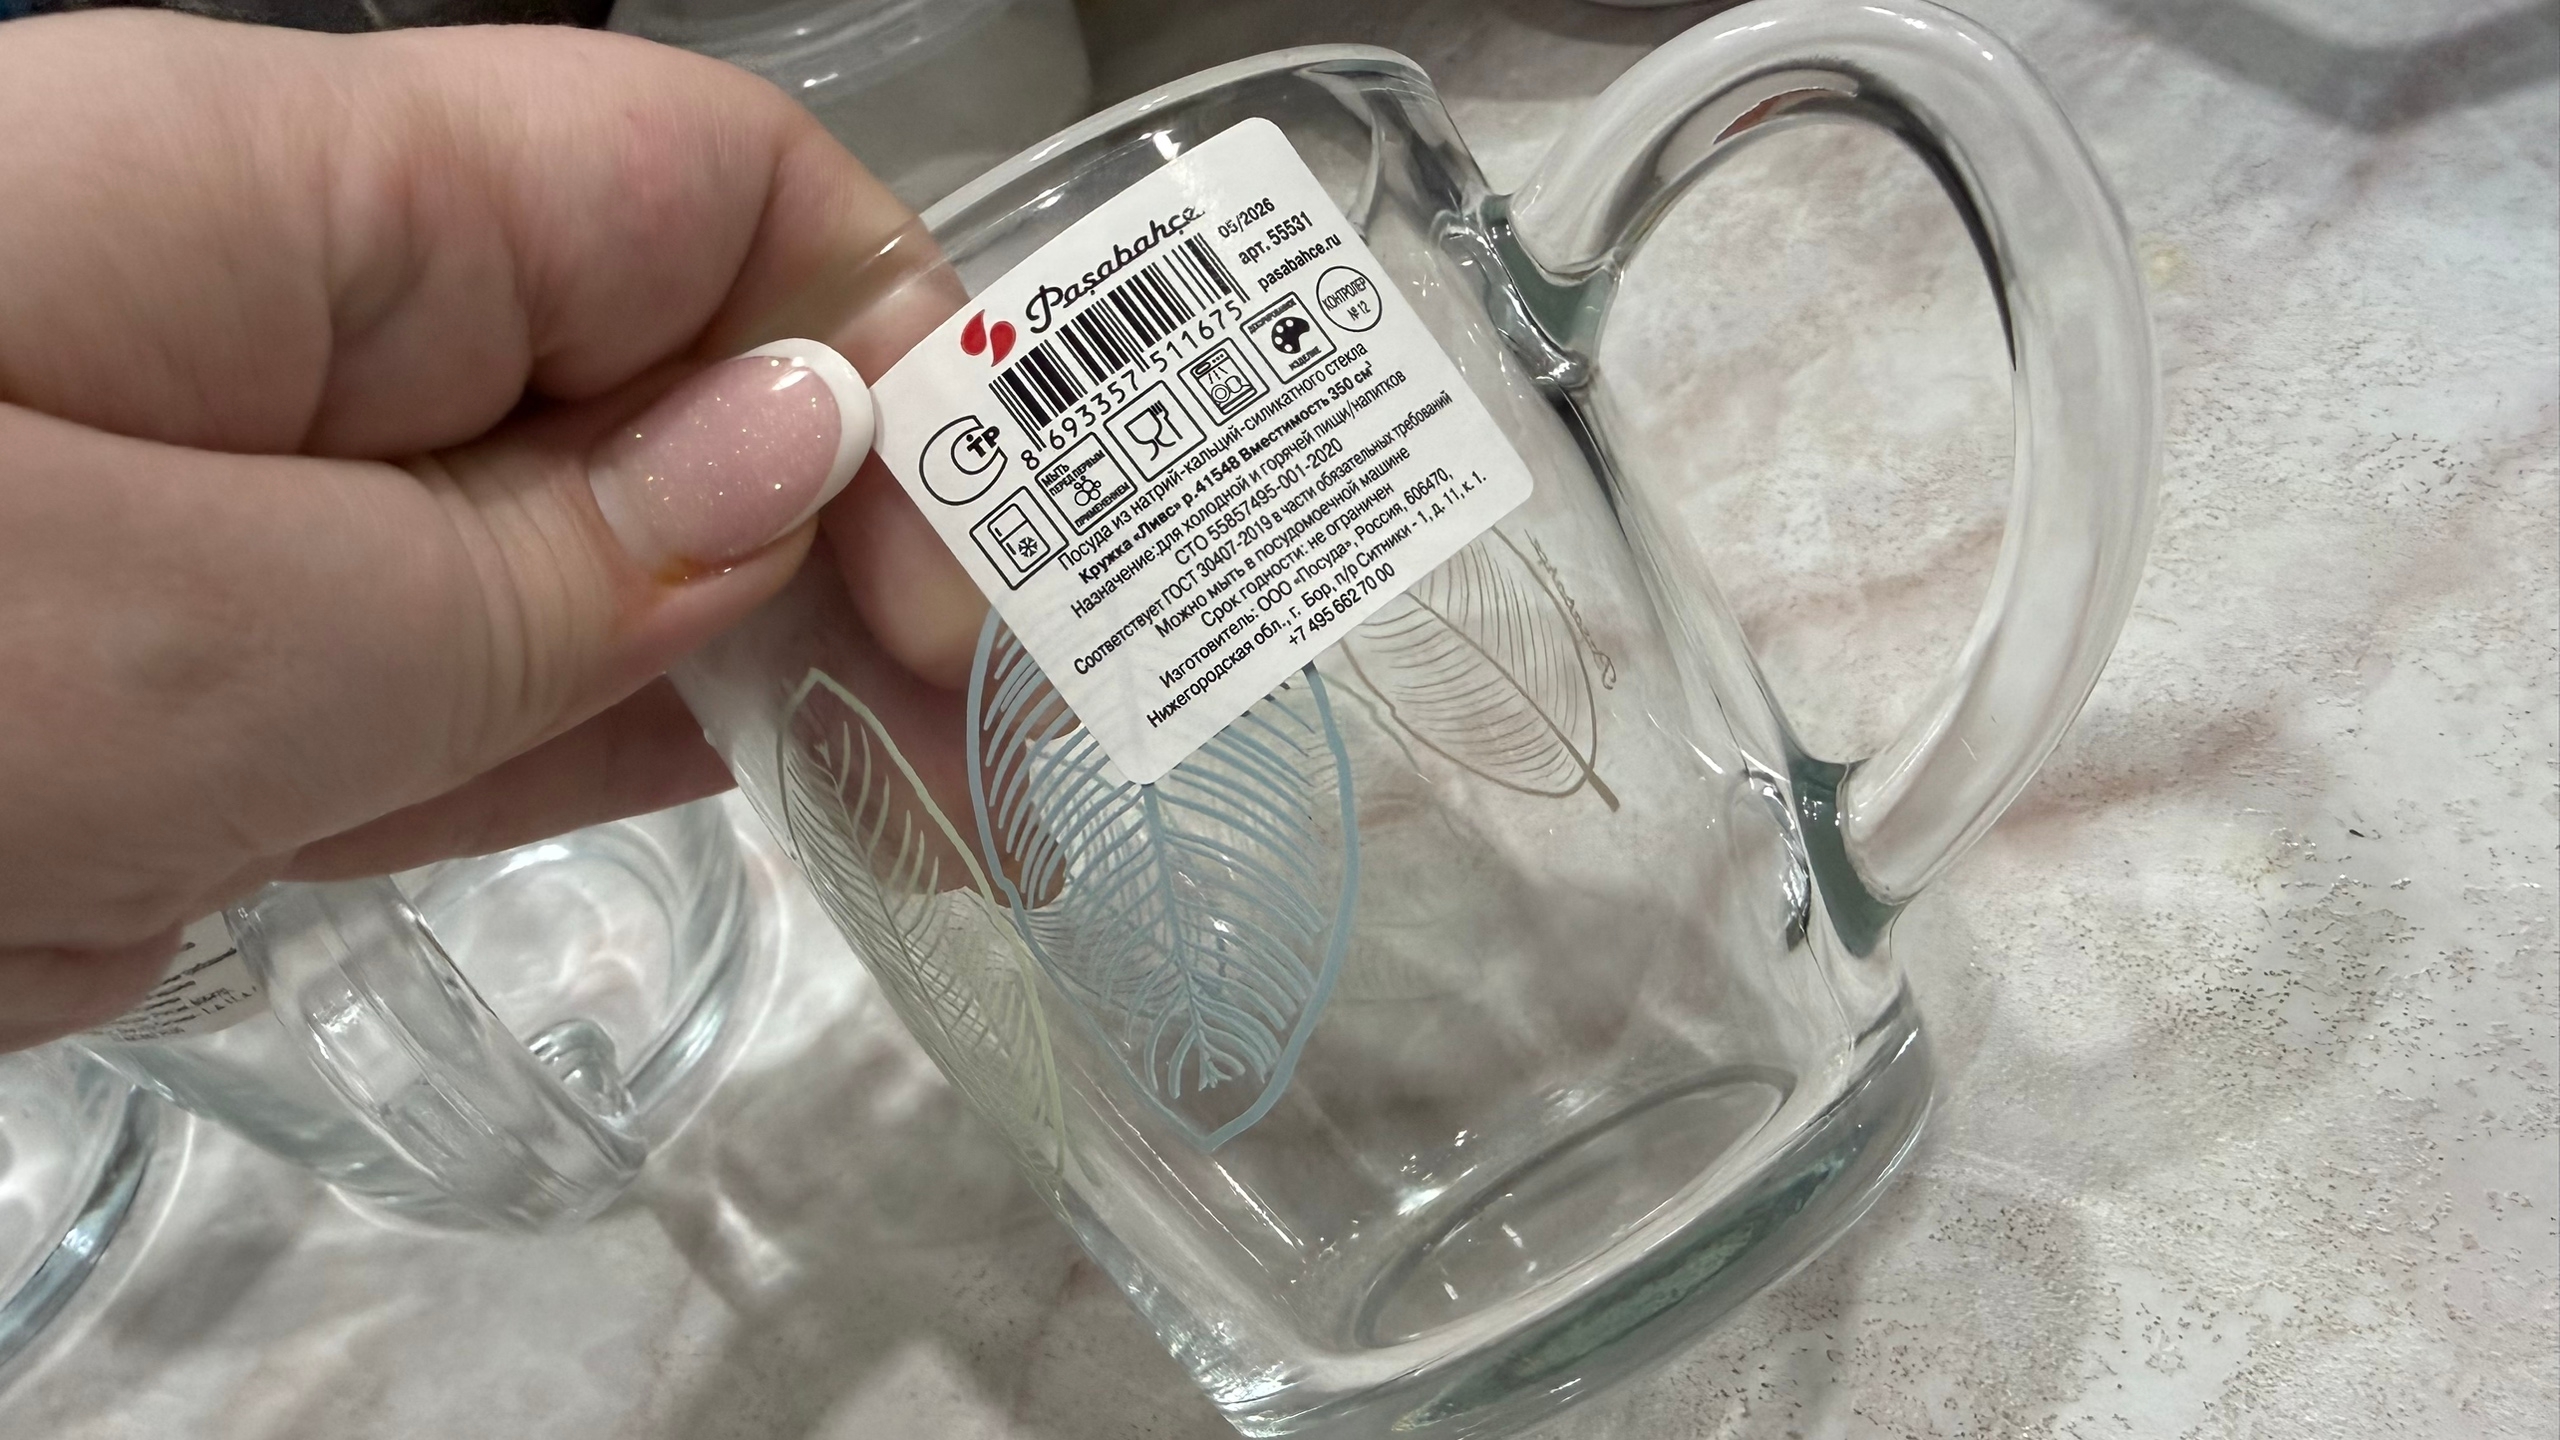 Paşabahçe
05/2026
арт. 55531
pasabahce.ru
8 693357 511675
СТР
МЫТЬ
ПЕРЕД ПЕРВЫМ
ПРИМЕНЕНИЕМ
ДЕКОРИРОВАННОЕ
ИЗДЕЛИЕ
КОНТРОЛЕР
№ 12
Посуда из натрий-кальций-силикатного стекла
Кружка «Ливс» р.41548 Вместимость 350 см³
Назначение:для холодной и горячей пищи/напитков
СТО 55857495-001-2020
Соответствует ГОСТ 30407-2019 в части обязательных требований
Можно мыть в посудомоечной машине
Срок годности: не ограничен
Изготовитель: ООО «Посуда», Россия, 606470,
Нижегородская обл., г. Бор, п/р Ситники - 1, д. 11, к. 1.
+7 495 662 70 00